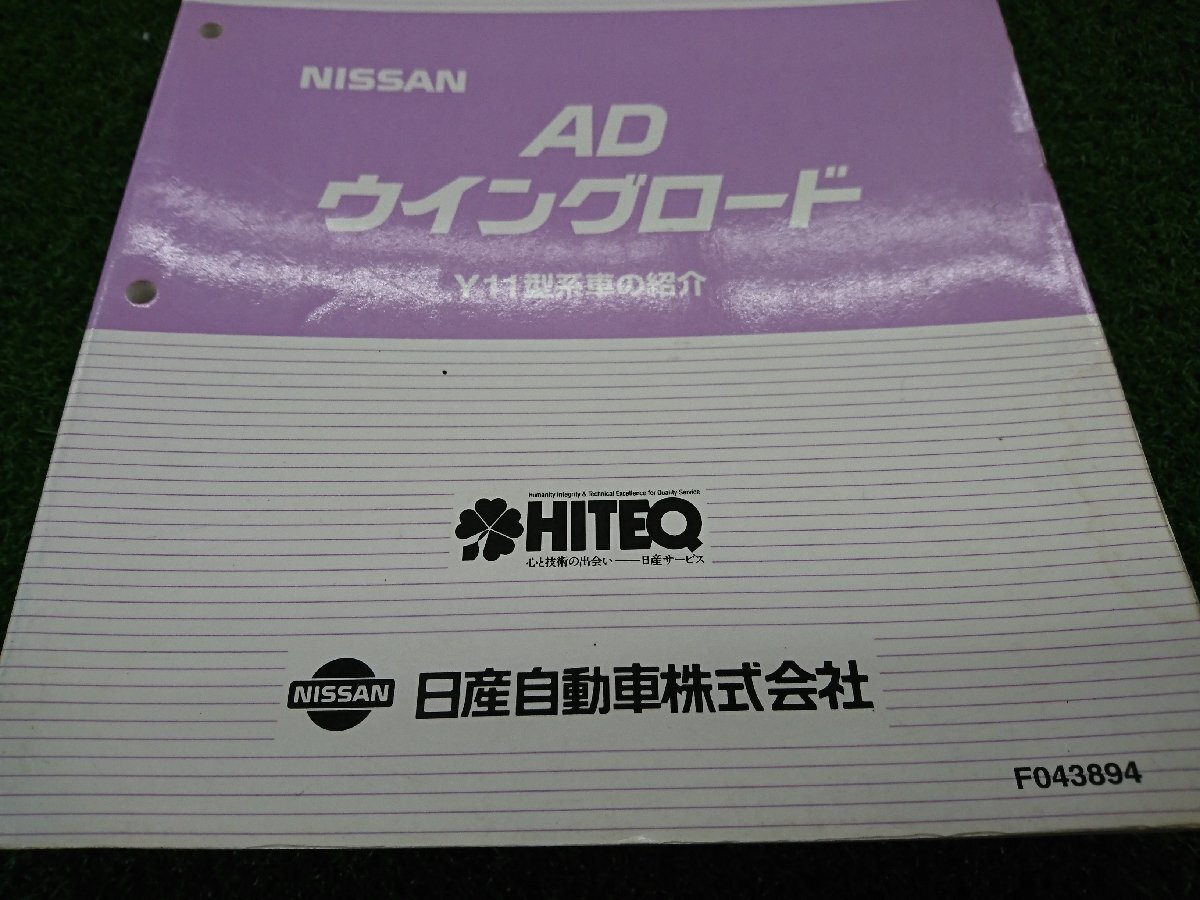 NISSAN
AD
ウイングロード
Y11型系車の紹介
Humanity Integrity & Technical Excellence for Quality Service
HITEQ
心と技術の出会い――日産サービス
NISSAN 日産自動車株式会社
F043894